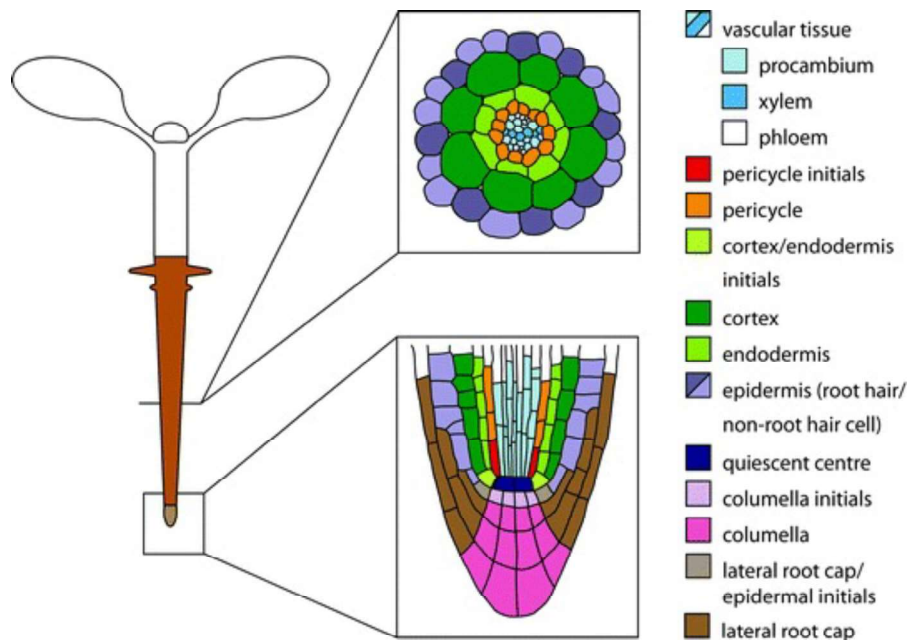 vascular tissue
procambium
xylem
phloem
pericycle initials
pericycle
cortex/endodermis
initials
cortex
endodermis
epidermis (root hair/
non-root hair cell)
quiescent centre
columella initials
columella
lateral root cap/
epidermal initials
lateral root cap